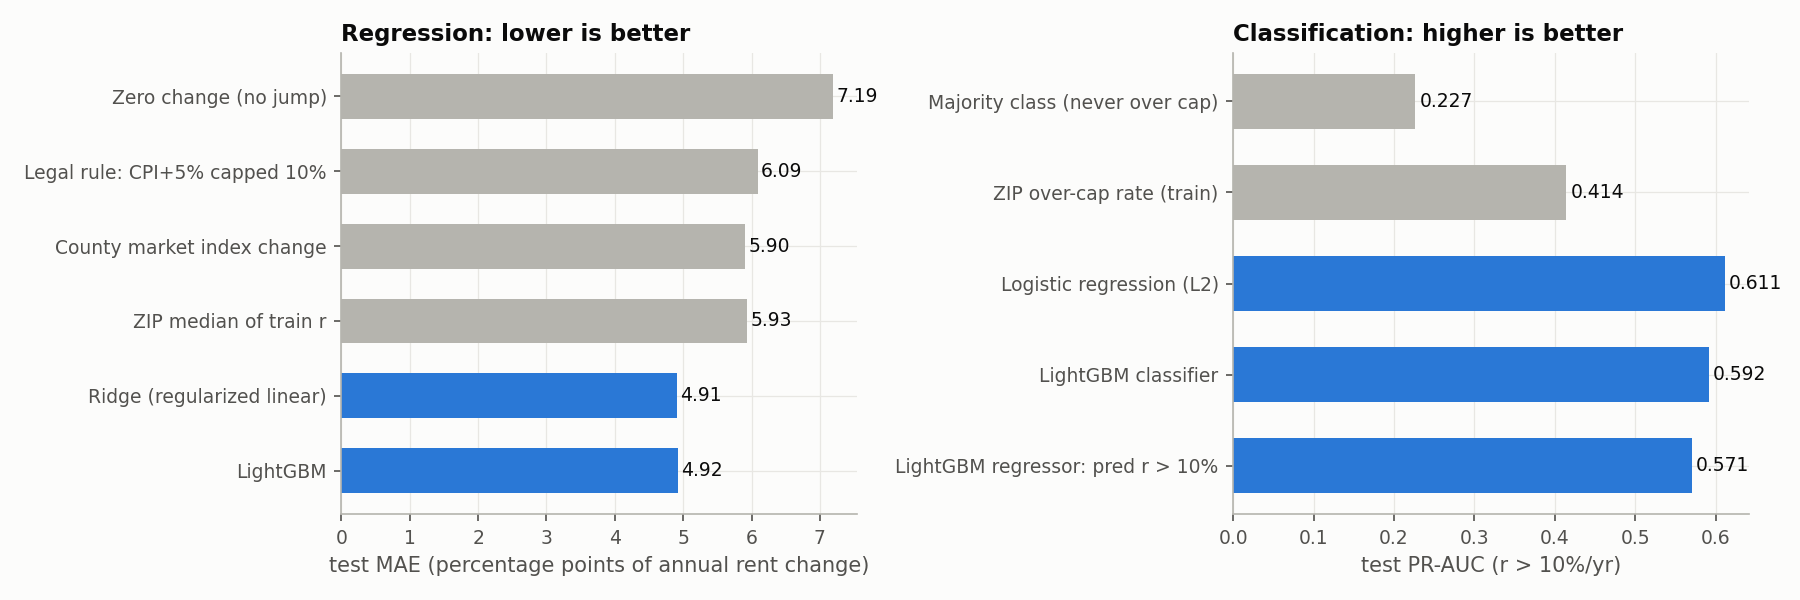 Regression: lower is better
Zero change (no jump)
7.19
Legal rule: CPI+5% capped 10%
6.09
County market index change
5.90
ZIP median of train r
5.93
Ridge (regularized linear)
4.91
LightGBM
4.92
0 1 2 3 4 5 6 7
test MAE (percentage points of annual rent change)
Classification: higher is better
Majority class (never over cap)
0.227
ZIP over-cap rate (train)
0.414
Logistic regression (L2)
0.611
LightGBM classifier
0.592
LightGBM regressor: pred r > 10%
0.571
0.0 0.1 0.2 0.3 0.4 0.5 0.6
test PR-AUC (r > 10%/yr)